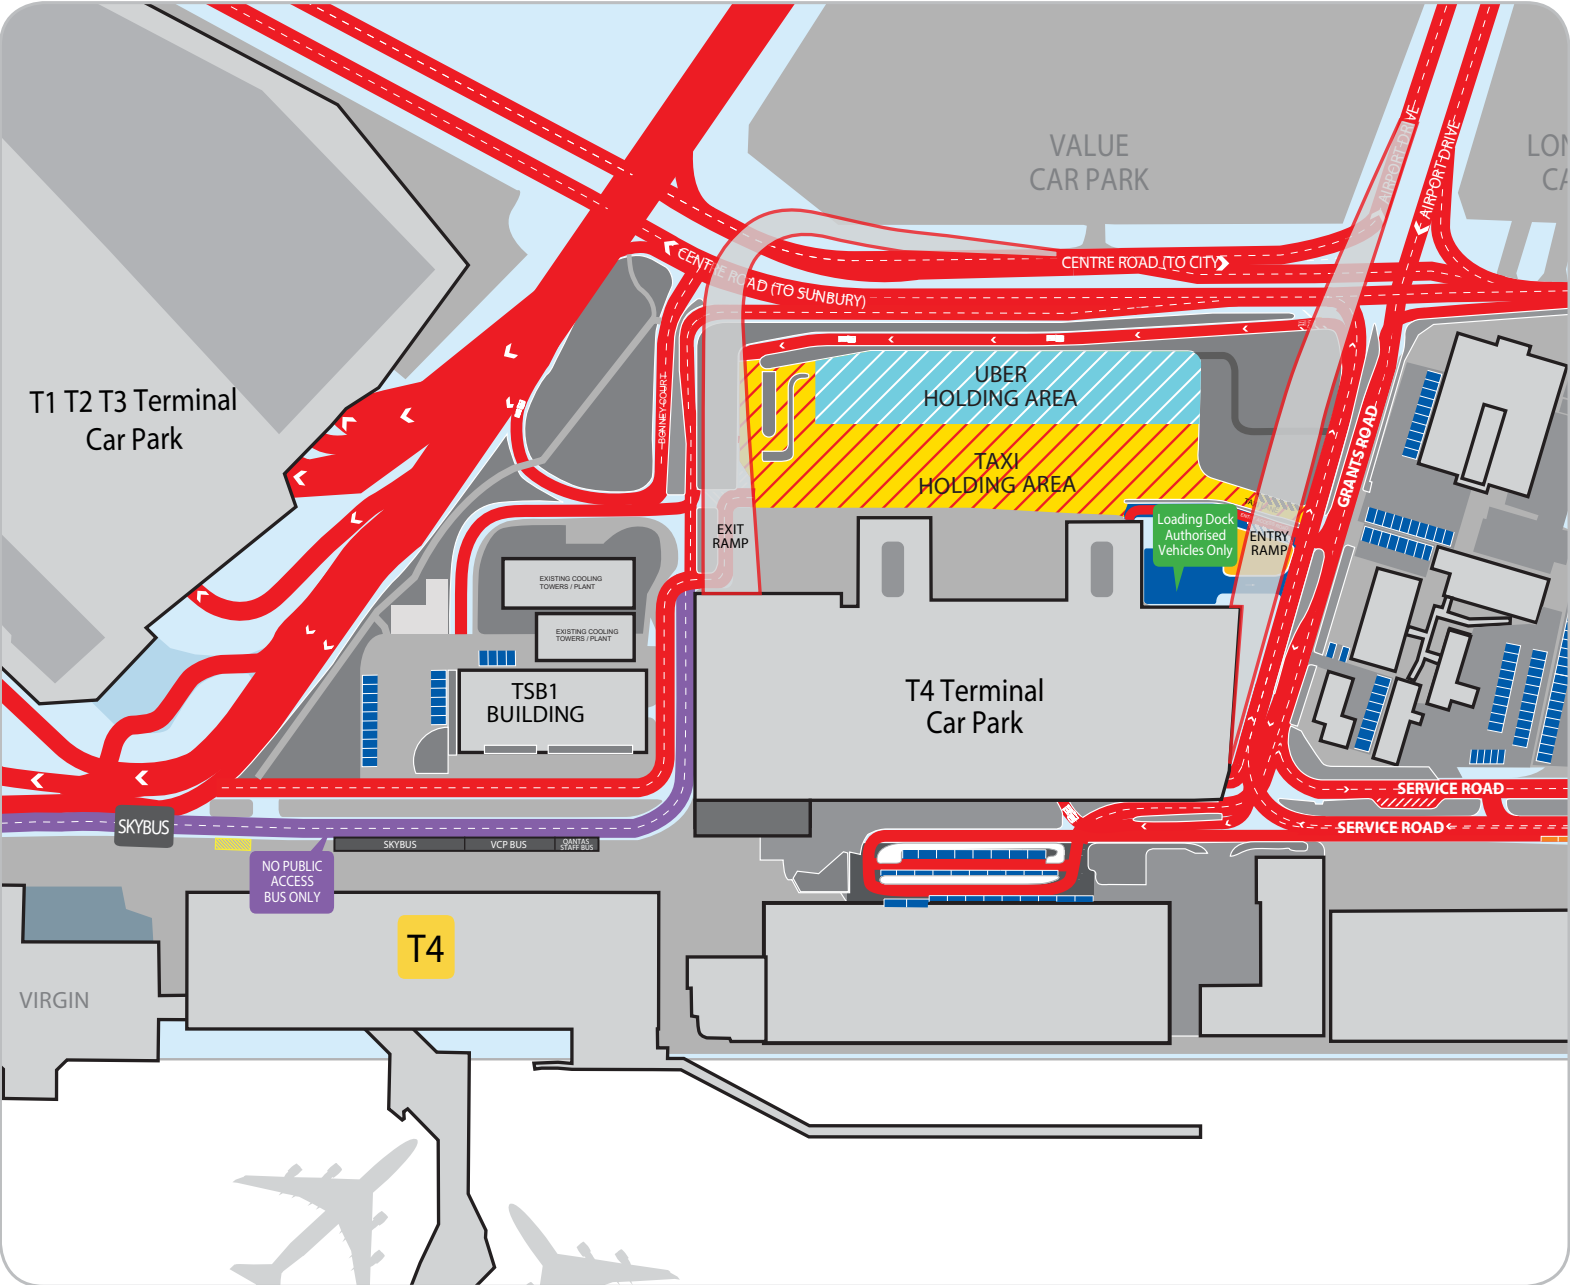 VALUE
CAR PARK
LON
CA
AIRPORT DRIVE
AIRPORT DRIVE
CENTRE ROAD (TO CITY)
CENTRE ROAD (TO SUNBURY)
T1 T2 T3 Terminal
Car Park
BONNEY COURT
UBER
HOLDING AREA
TAXI
HOLDING AREA
GRANTS ROAD
EXIT
RAMP
Loading Dock
Authorised
Vehicles Only
ENTRY
RAMP
EXISTING COOLING
TOWERS / PLANT
EXISTING COOLING
TOWERS / PLANT
TSB1
BUILDING
T4 Terminal
Car Park
SERVICE ROAD
SERVICE ROAD
SKYBUS
SKYBUS
VCP BUS
QANTAS
STAFF BUS
NO PUBLIC
ACCESS
BUS ONLY
T4
VIRGIN